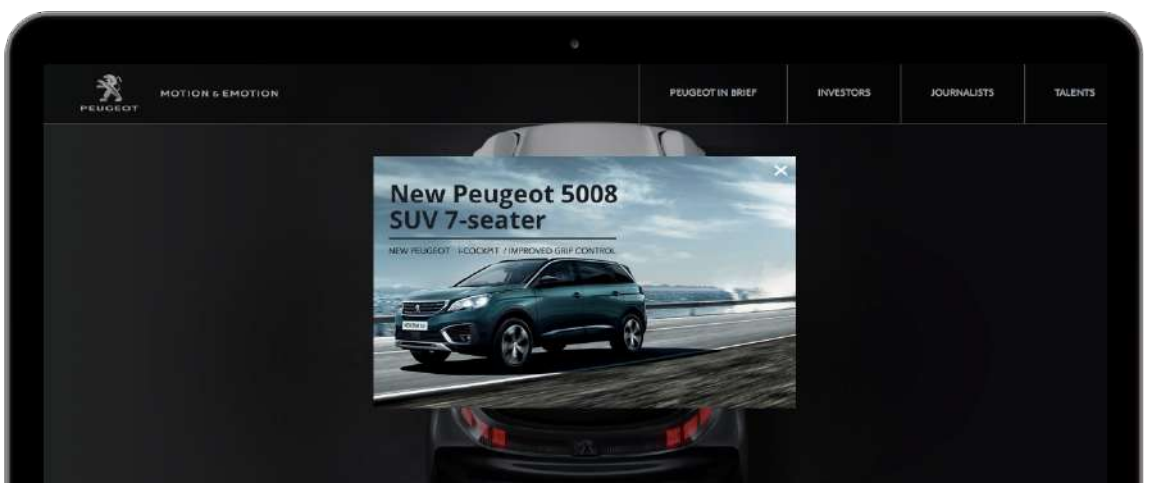 PEUGEOT
MOTION & EMOTION
PEUGEOT IN BRIEF
INVESTORS
JOURNALISTS
TALENTS
New Peugeot 5008
SUV 7-seater
NEW PEUGEOT i-COCKPIT / IMPROVED GRIP CONTROL